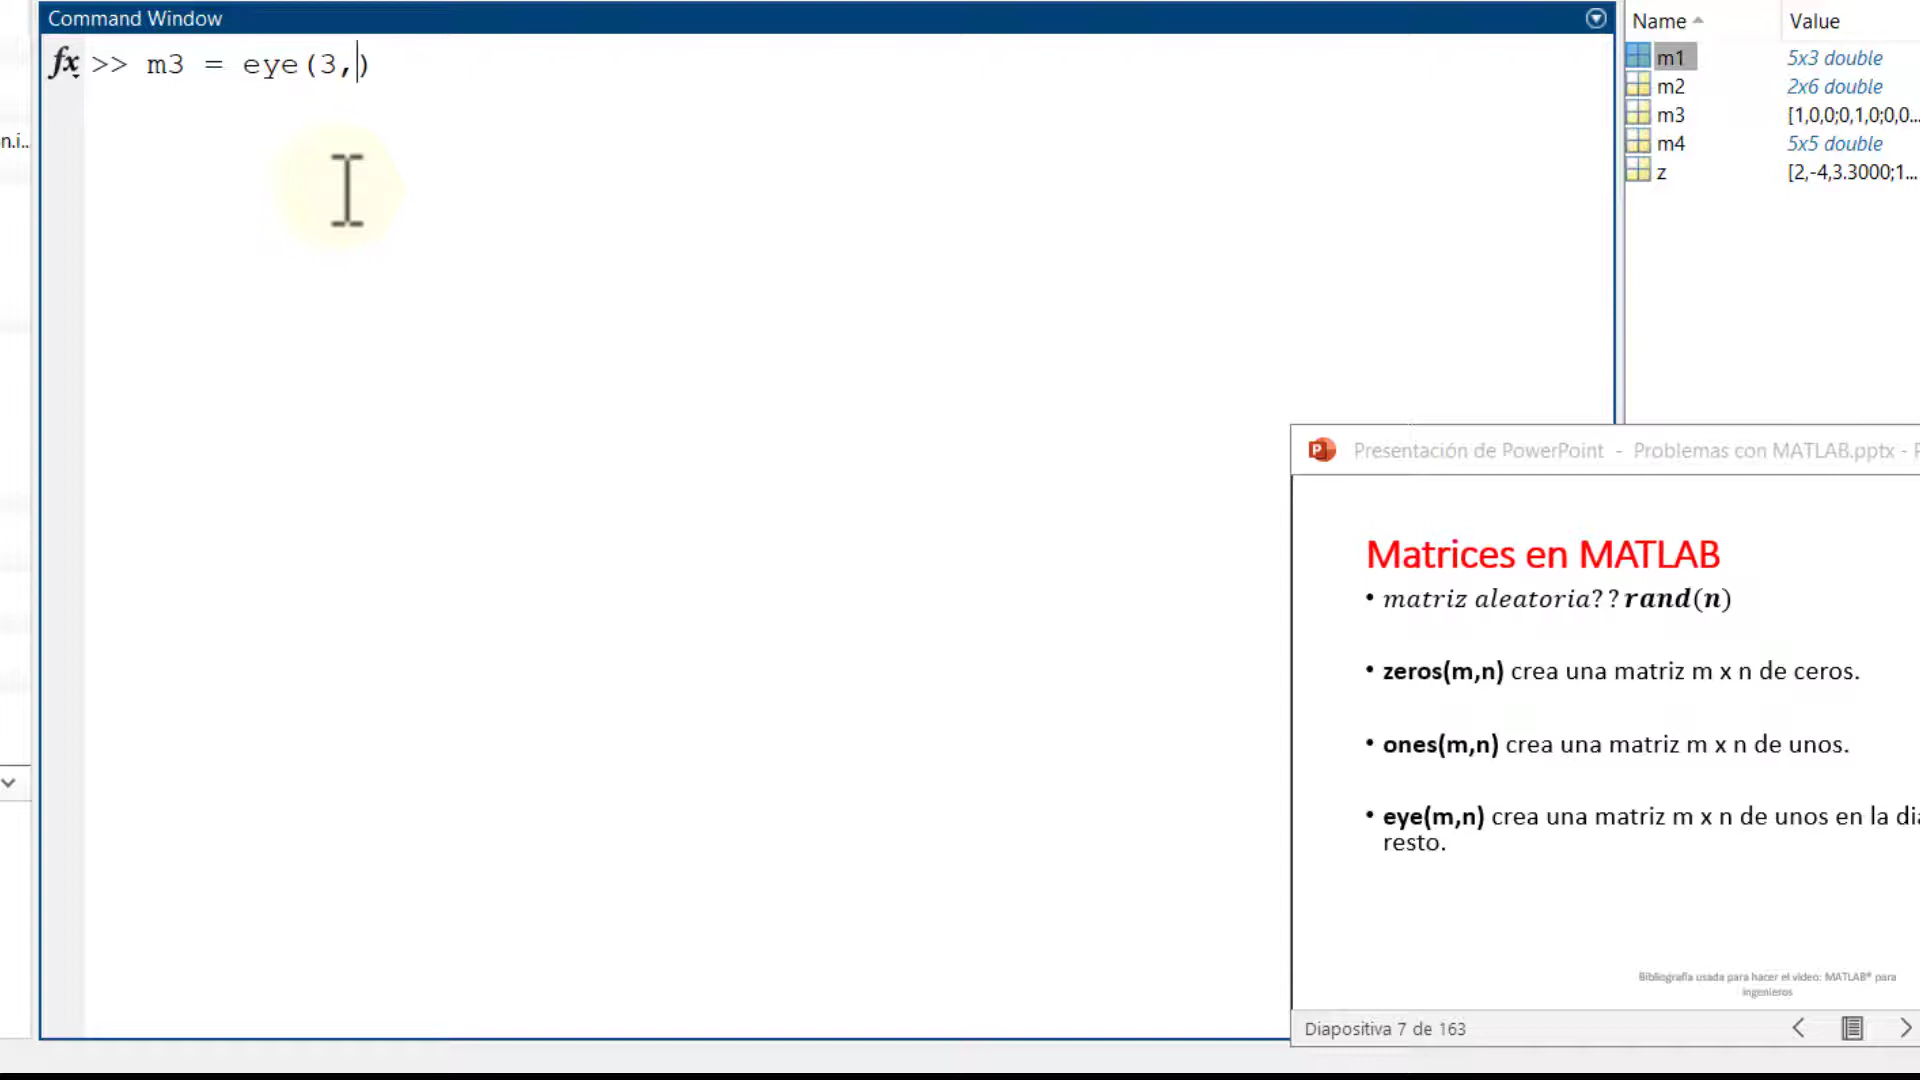 Command Window
fx >> m3 = eye(3,)
n.i...
Name Value
m1 5x3 double
m2 2x6 double
m3 [1,0,0;0,1,0;0,0...
m4 5x5 double
z [2,-4,3.3000;1...
Presentación de PowerPoint - Problemas con MATLAB.pptx - P
Matrices en MATLAB
• matriz aleatoria?? rand(n)
• zeros(m,n) crea una matriz m x n de ceros.
• ones(m,n) crea una matriz m x n de unos.
• eye(m,n) crea una matriz m x n de unos en la dia
resto.
Bibliografía usada para hacer el video: MATLAB® para
ingenieros
Diapositiva 7 de 163